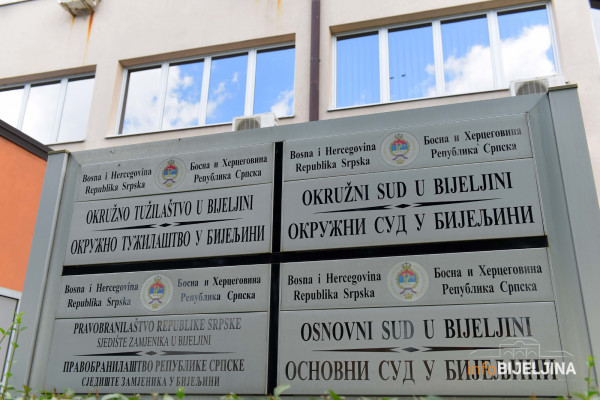 Bosna i Hercegovina
Republika Srpska
Босна и Херцеговина
Република Српска
OKRUŽNO TUŽILAŠTVO U BIJELJINI
ОКРУЖНО ТУЖИЛАШТВО У БИЈЕЉИНИ
Bosna i Hercegovina
Republika Srpska
Босна и Херцеговина
Република Српска
OKRUŽNI SUD U BIJELJINI
ОКРУЖНИ СУД У БИЈЕЉИНИ
Bosna i Hercegovina
Republika Srpska
Босна и Херцеговина
Република Српска
PRAVOBRANILAŠTVO REPUBLIKE SRPSKE
SJEDIŠTE ZAMJENIKA U BIJELJINI
ПРАВОБРАНИЛАШТВО РЕПУБЛИКЕ СРПСКЕ
СЈЕДИШТЕ ЗАМЈЕНИКА У БИЈЕЉИНИ
Bosna i Hercegovina
Republika Srpska
Босна и Херцеговина
Република Српска
OSNOVNI SUD U BIJELJINI
ОСНОВНИ СУД У БИЈЕЉИНИ
infoBIJELJINA